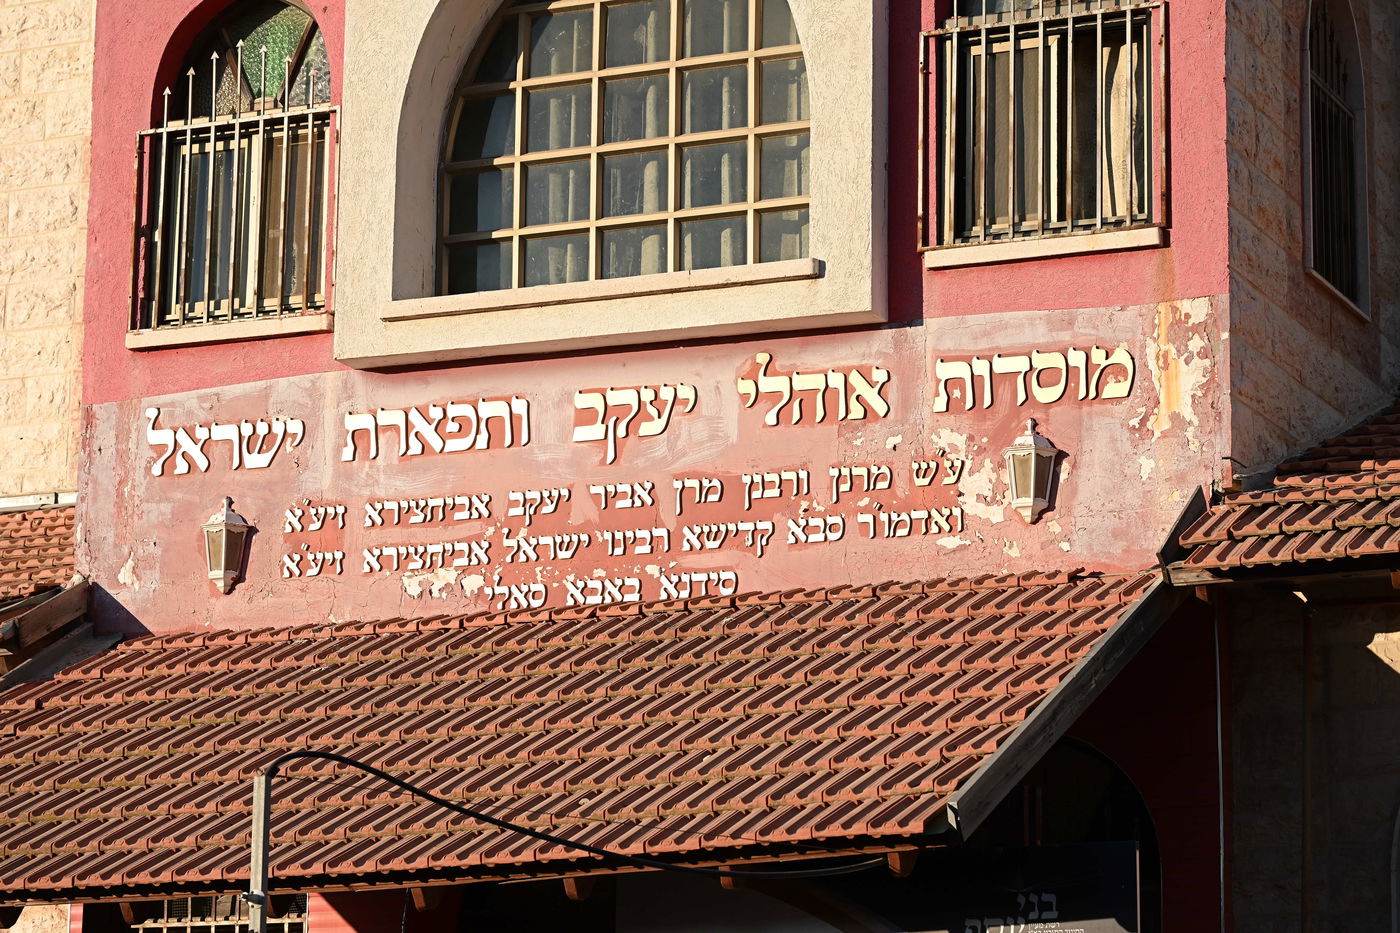 מוסדות אוהלי יעקב ותפארת ישראל
ע״ש מרנן ורבנן מרן אביר יעקב אביחצירא זיע״א
ואדמו״ר סבא קדישא רבינו ישראל אביחצירא זיע״א
סידנא באבא סאלי
בני